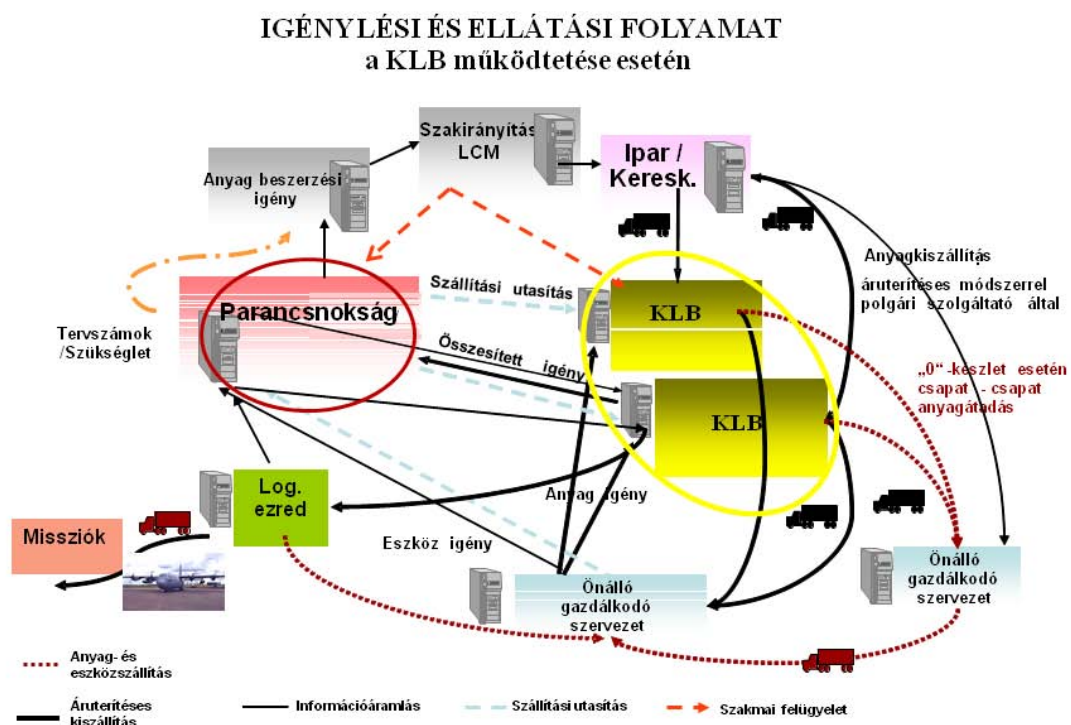 IGÉNYLÉSI ÉS ELLÁTÁSI FOLYAMAT
a KLB működtetése esetén
Szakirányítás
LCM
Anyag beszerzési
igény
Ipar /
Keresk.
Anyagkiszállítás
áruterítéses módszerrel
polgári szolgáltató által
Szállítási utasítás
Parancsnokság
KLB
Tervszámok
/Szükséglet
Összesített igény
„0“-készlet esetén
csapat - csapat
anyagátadás
KLB
Log.
ezred
Anyag igény
Missziók
Eszköz igény
Önálló
gazdálkodó
szervezet
Önálló
gazdálkodó
szervezet
Anyag- és
eszközszállítás
Áruterítéses
kiszállítás
Információáramlás
Szállítási utasítás
Szakmai felügyelet